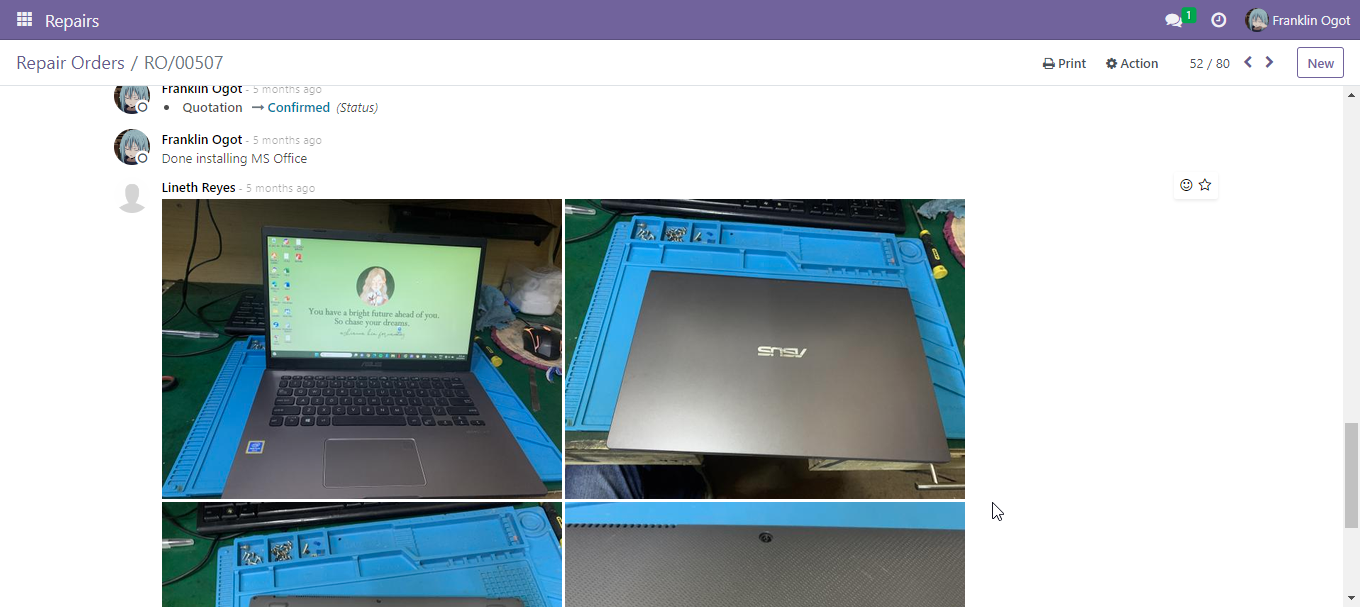 Repairs
1
Franklin Ogot
Repair Orders / RO/00507
Print
Action
52 / 80
New
Franklin Ogot - 5 months ago
• Quotation → Confirmed (Status)
Franklin Ogot - 5 months ago
Done installing MS Office
Lineth Reyes - 5 months ago
You have a bright future ahead of you.
So chase your dreams.
ASUS
ASUS